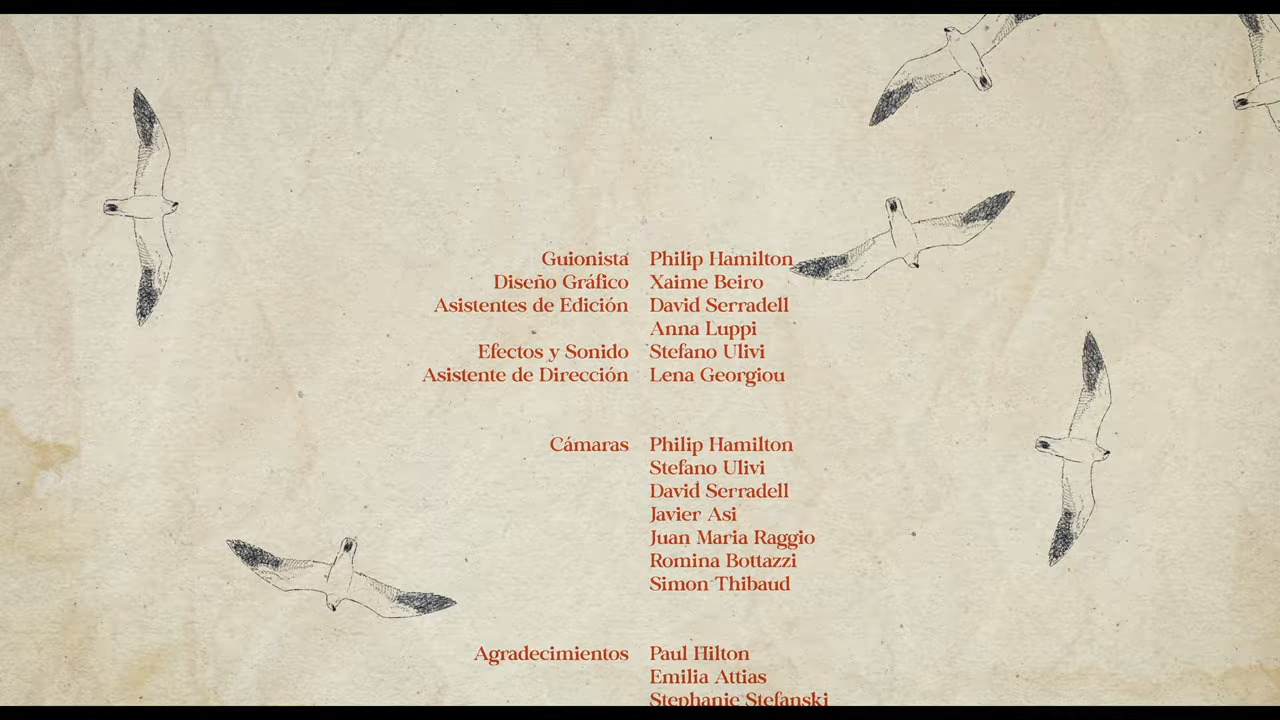 Guionista Philip Hamilton
Diseño Gráfico Xaime Beiro
Asistentes de Edición David Serradell
Anna Luppi
Efectos y Sonido Stefano Ulivi
Asistente de Dirección Lena Georgiou
Cámaras Philip Hamilton
Stefano Ulivi
David Serradell
Javier Asi
Juan Maria Raggio
Romina Bottazzi
Simon Thibaud
Agradecimientos Paul Hilton
Emilia Attias
Stephanie Stefanski